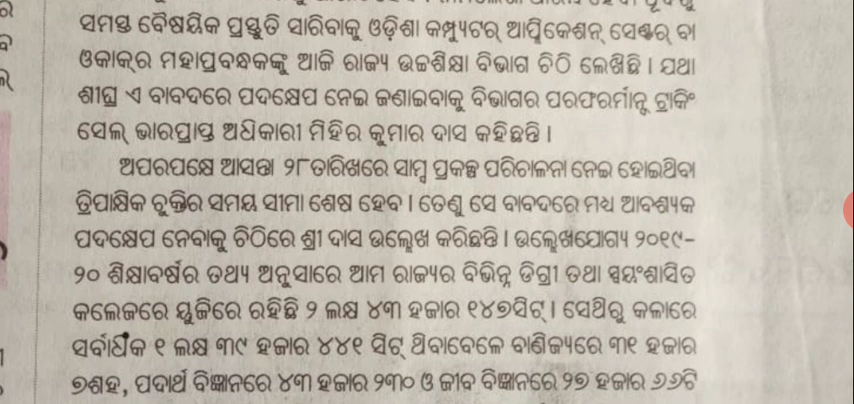 ସମସ୍ତ ବୈଷୟିକ ପ୍ରସ୍ତୁତି ସାରିବାକୁ ଓଡ଼ିଶା କମ୍ପ୍ୟୁଟର୍ ଆପ୍ଲିକେଶନ୍ ସେଣ୍ଟର୍ ବା
ଓକାକ୍‌ର ମହାପ୍ରବନ୍ଧକଙ୍କୁ ଆଜି ରାଜ୍ୟ ଉଚ୍ଚଶିକ୍ଷା ବିଭାଗ ଚିଠି ଲେଖିଛି । ଯଥା
ଶୀଘ୍ର ଏ ବାବଦରେ ପଦକ୍ଷେପ ନେଇ ଜଣାଇବାକୁ ବିଭାଗର ପରଫରର୍ମାନ୍ସ ଟ୍ରାକିଂ
ସେଲ୍ ଭାରପ୍ରାପ୍ତ ଅଧିକାରୀ ମିହିର କୁମାର ଦାସ କହିଛନ୍ତି ।
ଅପରପକ୍ଷେ ଆସନ୍ତା ୨୮ତାରିଖରେ ସାମ୍ସ ପ୍ରକଳ୍ପ ପରିଚାଳନା ନେଇ ହୋଇଥିବା
ତ୍ରିପାକ୍ଷିକ ଚୁକ୍ତିର ସମୟ ସୀମା ଶେଷ ହେବ । ତେଣୁ ସେ ବାବଦରେ ମଧ୍ୟ ଆବଶ୍ୟକ
ପଦକ୍ଷେପ ନେବାକୁ ଚିଠିରେ ଶ୍ରୀ ଦାସ ଉଲ୍ଲେଖ କରିଛନ୍ତି । ଉଲ୍ଲେଖଯୋଗ୍ୟ ୨୦୧୯-
୨୦ ଶିକ୍ଷାବର୍ଷର ତଥ୍ୟ ଅନୁସାରେ ଆମ ରାଜ୍ୟର ବିଭିନ୍ନ ଡିଗ୍ରୀ ତଥା ସ୍ୱୟଂଶାସିତ
କଲେଜରେ ୟୁଜିରେ ରହିଛି ୨ ଲକ୍ଷ ୪୩ ହଜାର ୧୪୭ସିଟ୍ । ସେଥିରୁ କଳାରେ
ସର୍ବାଧିକ ୧ ଲକ୍ଷ ୩୯ ହଜାର ୪୪୧ ସିଟ୍ ଥିବାବେଳେ ବାଣିଜ୍ୟରେ ୩୧ ହଜାର
୭ଶହ, ପଦାର୍ଥ ବିଜ୍ଞାନରେ ୪୩ ହଜାର ୨୩୦ ଓ ଜୀବ ବିଜ୍ଞାନରେ ୨୭ ହଜାର ୬୬ଟି